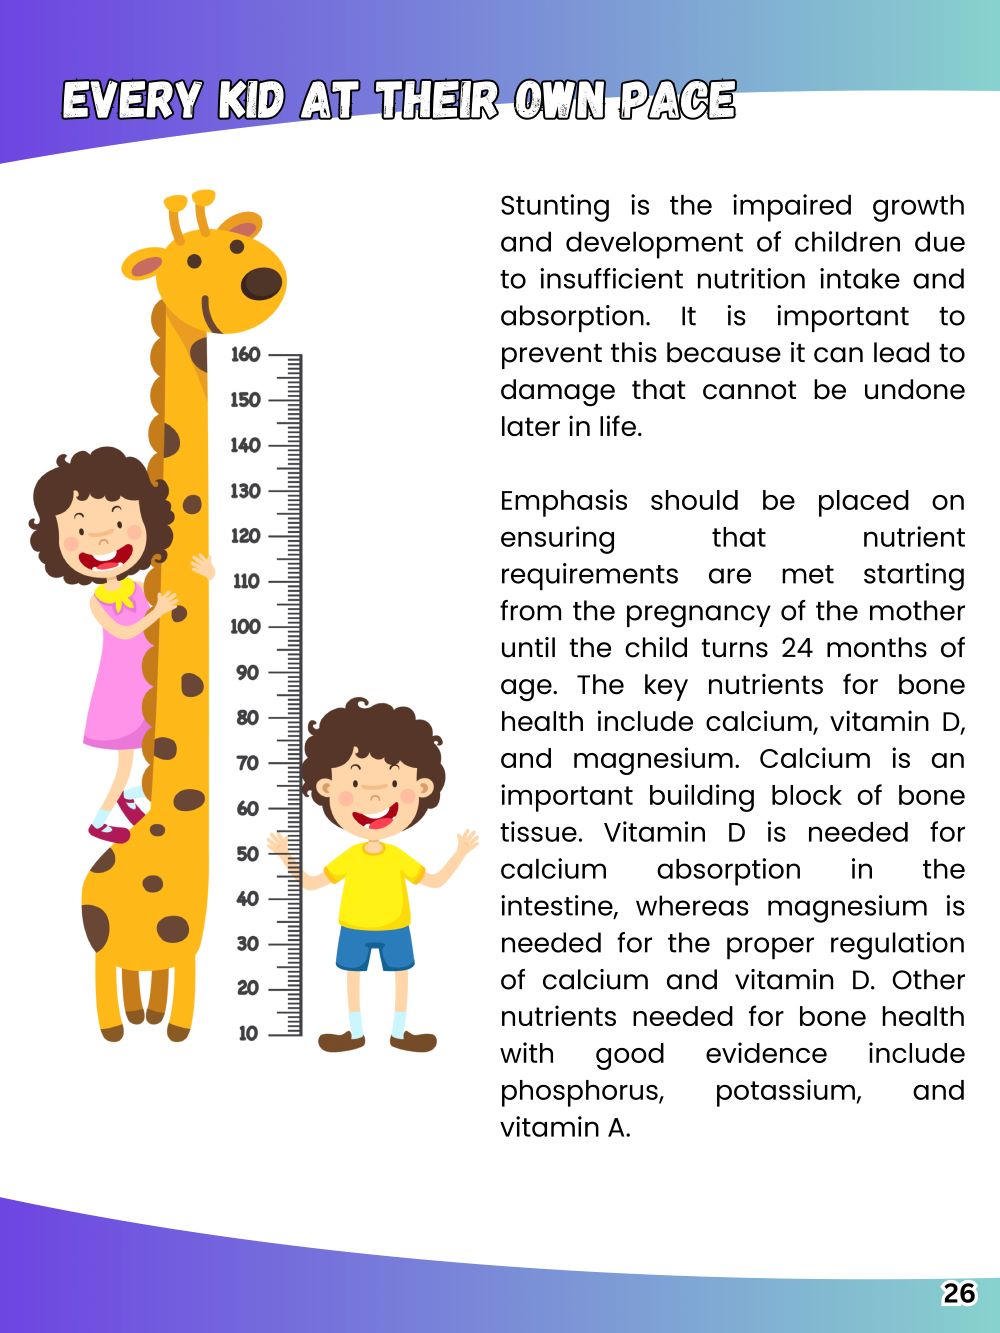 EVERY KID AT THEIR OWN PACE
Stunting is the impaired growth
and development of children due
to insufficient nutrition intake and
absorption. It is important to
prevent this because it can lead to
damage that cannot be undone
later in life.
Emphasis should be placed on
ensuring that nutrient
requirements are met starting
from the pregnancy of the mother
until the child turns 24 months of
age. The key nutrients for bone
health include calcium, vitamin D,
and magnesium. Calcium is an
important building block of bone
tissue. Vitamin D is needed for
calcium absorption in the
intestine, whereas magnesium is
needed for the proper regulation
of calcium and vitamin D. Other
nutrients needed for bone health
with good evidence include
phosphorus, potassium, and
vitamin A.
160
150
140
130
120
110
100
90
80
70
60
50
40
30
20
10
26